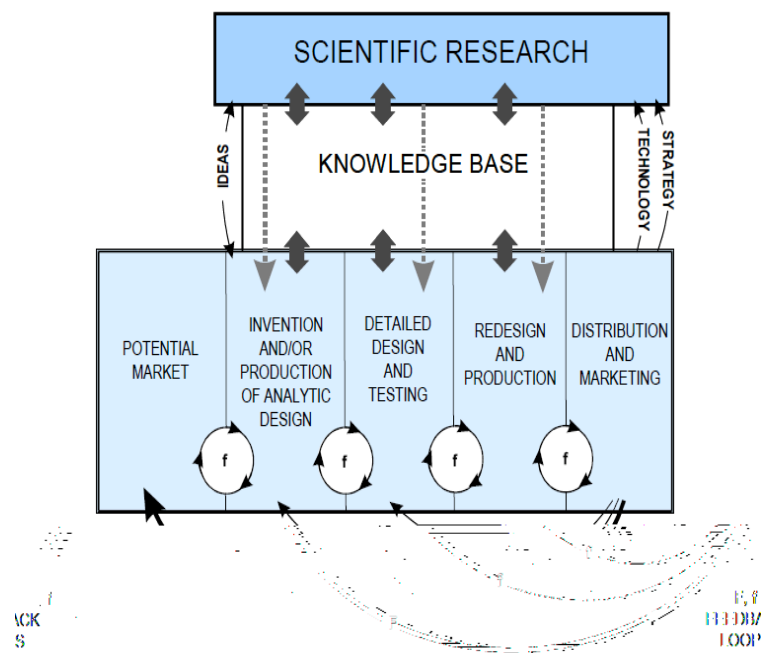 SCIENTIFIC RESEARCH
IDEAS
KNOWLEDGE BASE
TECHNOLOGY
STRATEGY
POTENTIAL
MARKET
INVENTION
AND/OR
PRODUCTION
OF ANALYTIC
DESIGN
DETAILED
DESIGN
AND
TESTING
REDESIGN
AND
PRODUCTION
DISTRIBUTION
AND
MARKETING
f
f
f
f
LOOP